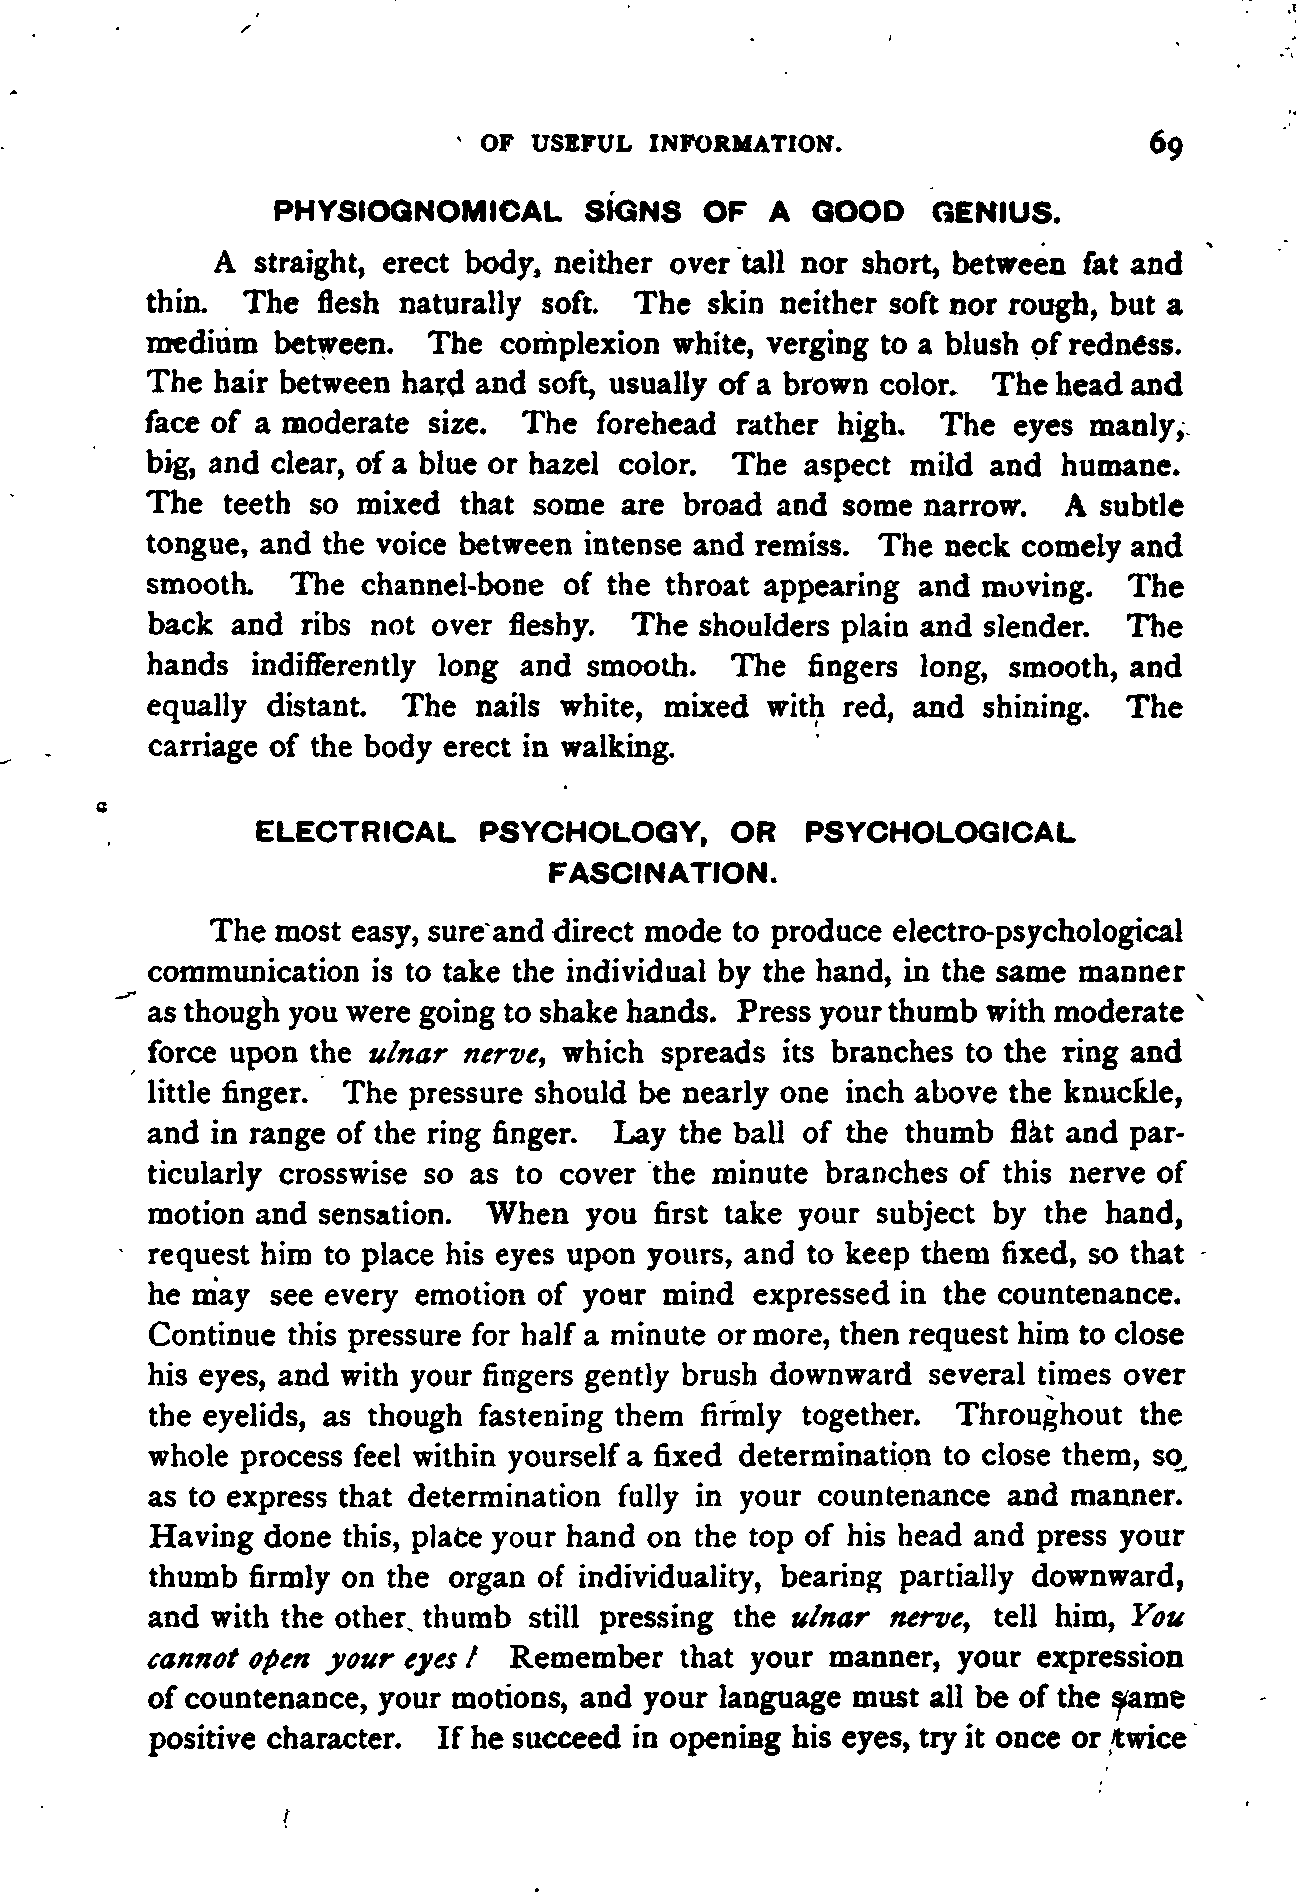 OF USEFUL INFORMATION. 69
PHYSIOGNOMICAL SIGNS OF A GOOD GENIUS.
A straight, erect body, neither over tall nor short, between fat and
thin. The flesh naturally soft. The skin neither soft nor rough, but a
medium between. The complexion white, verging to a blush of redness.
The hair between hard and soft, usually of a brown color. The head and
face of a moderate size. The forehead rather high. The eyes manly,
big, and clear, of a blue or hazel color. The aspect mild and humane.
The teeth so mixed that some are broad and some narrow. A subtle
tongue, and the voice between intense and remiss. The neck comely and
smooth. The channel-bone of the throat appearing and moving. The
back and ribs not over fleshy. The shoulders plain and slender. The
hands indifferently long and smooth. The fingers long, smooth, and
equally distant. The nails white, mixed with red, and shining. The
carriage of the body erect in walking.
ELECTRICAL PSYCHOLOGY, OR PSYCHOLOGICAL
FASCINATION.
The most easy, sure and direct mode to produce electro-psychological
communication is to take the individual by the hand, in the same manner
as though you were going to shake hands. Press your thumb with moderate
force upon the ulnar nerve, which spreads its branches to the ring and
little finger. The pressure should be nearly one inch above the knuckle,
and in range of the ring finger. Lay the ball of the thumb flat and par-
ticularly crosswise so as to cover the minute branches of this nerve of
motion and sensation. When you first take your subject by the hand,
request him to place his eyes upon yours, and to keep them fixed, so that
he may see every emotion of your mind expressed in the countenance.
Continue this pressure for half a minute or more, then request him to close
his eyes, and with your fingers gently brush downward several times over
the eyelids, as though fastening them firmly together. Throughout the
whole process feel within yourself a fixed determination to close them, so
as to express that determination fully in your countenance and manner.
Having done this, place your hand on the top of his head and press your
thumb firmly on the organ of individuality, bearing partially downward,
and with the other thumb still pressing the ulnar nerve, tell him, You
cannot open your eyes! Remember that your manner, your expression
of countenance, your motions, and your language must all be of the same
positive character. If he succeed in opening his eyes, try it once or twice